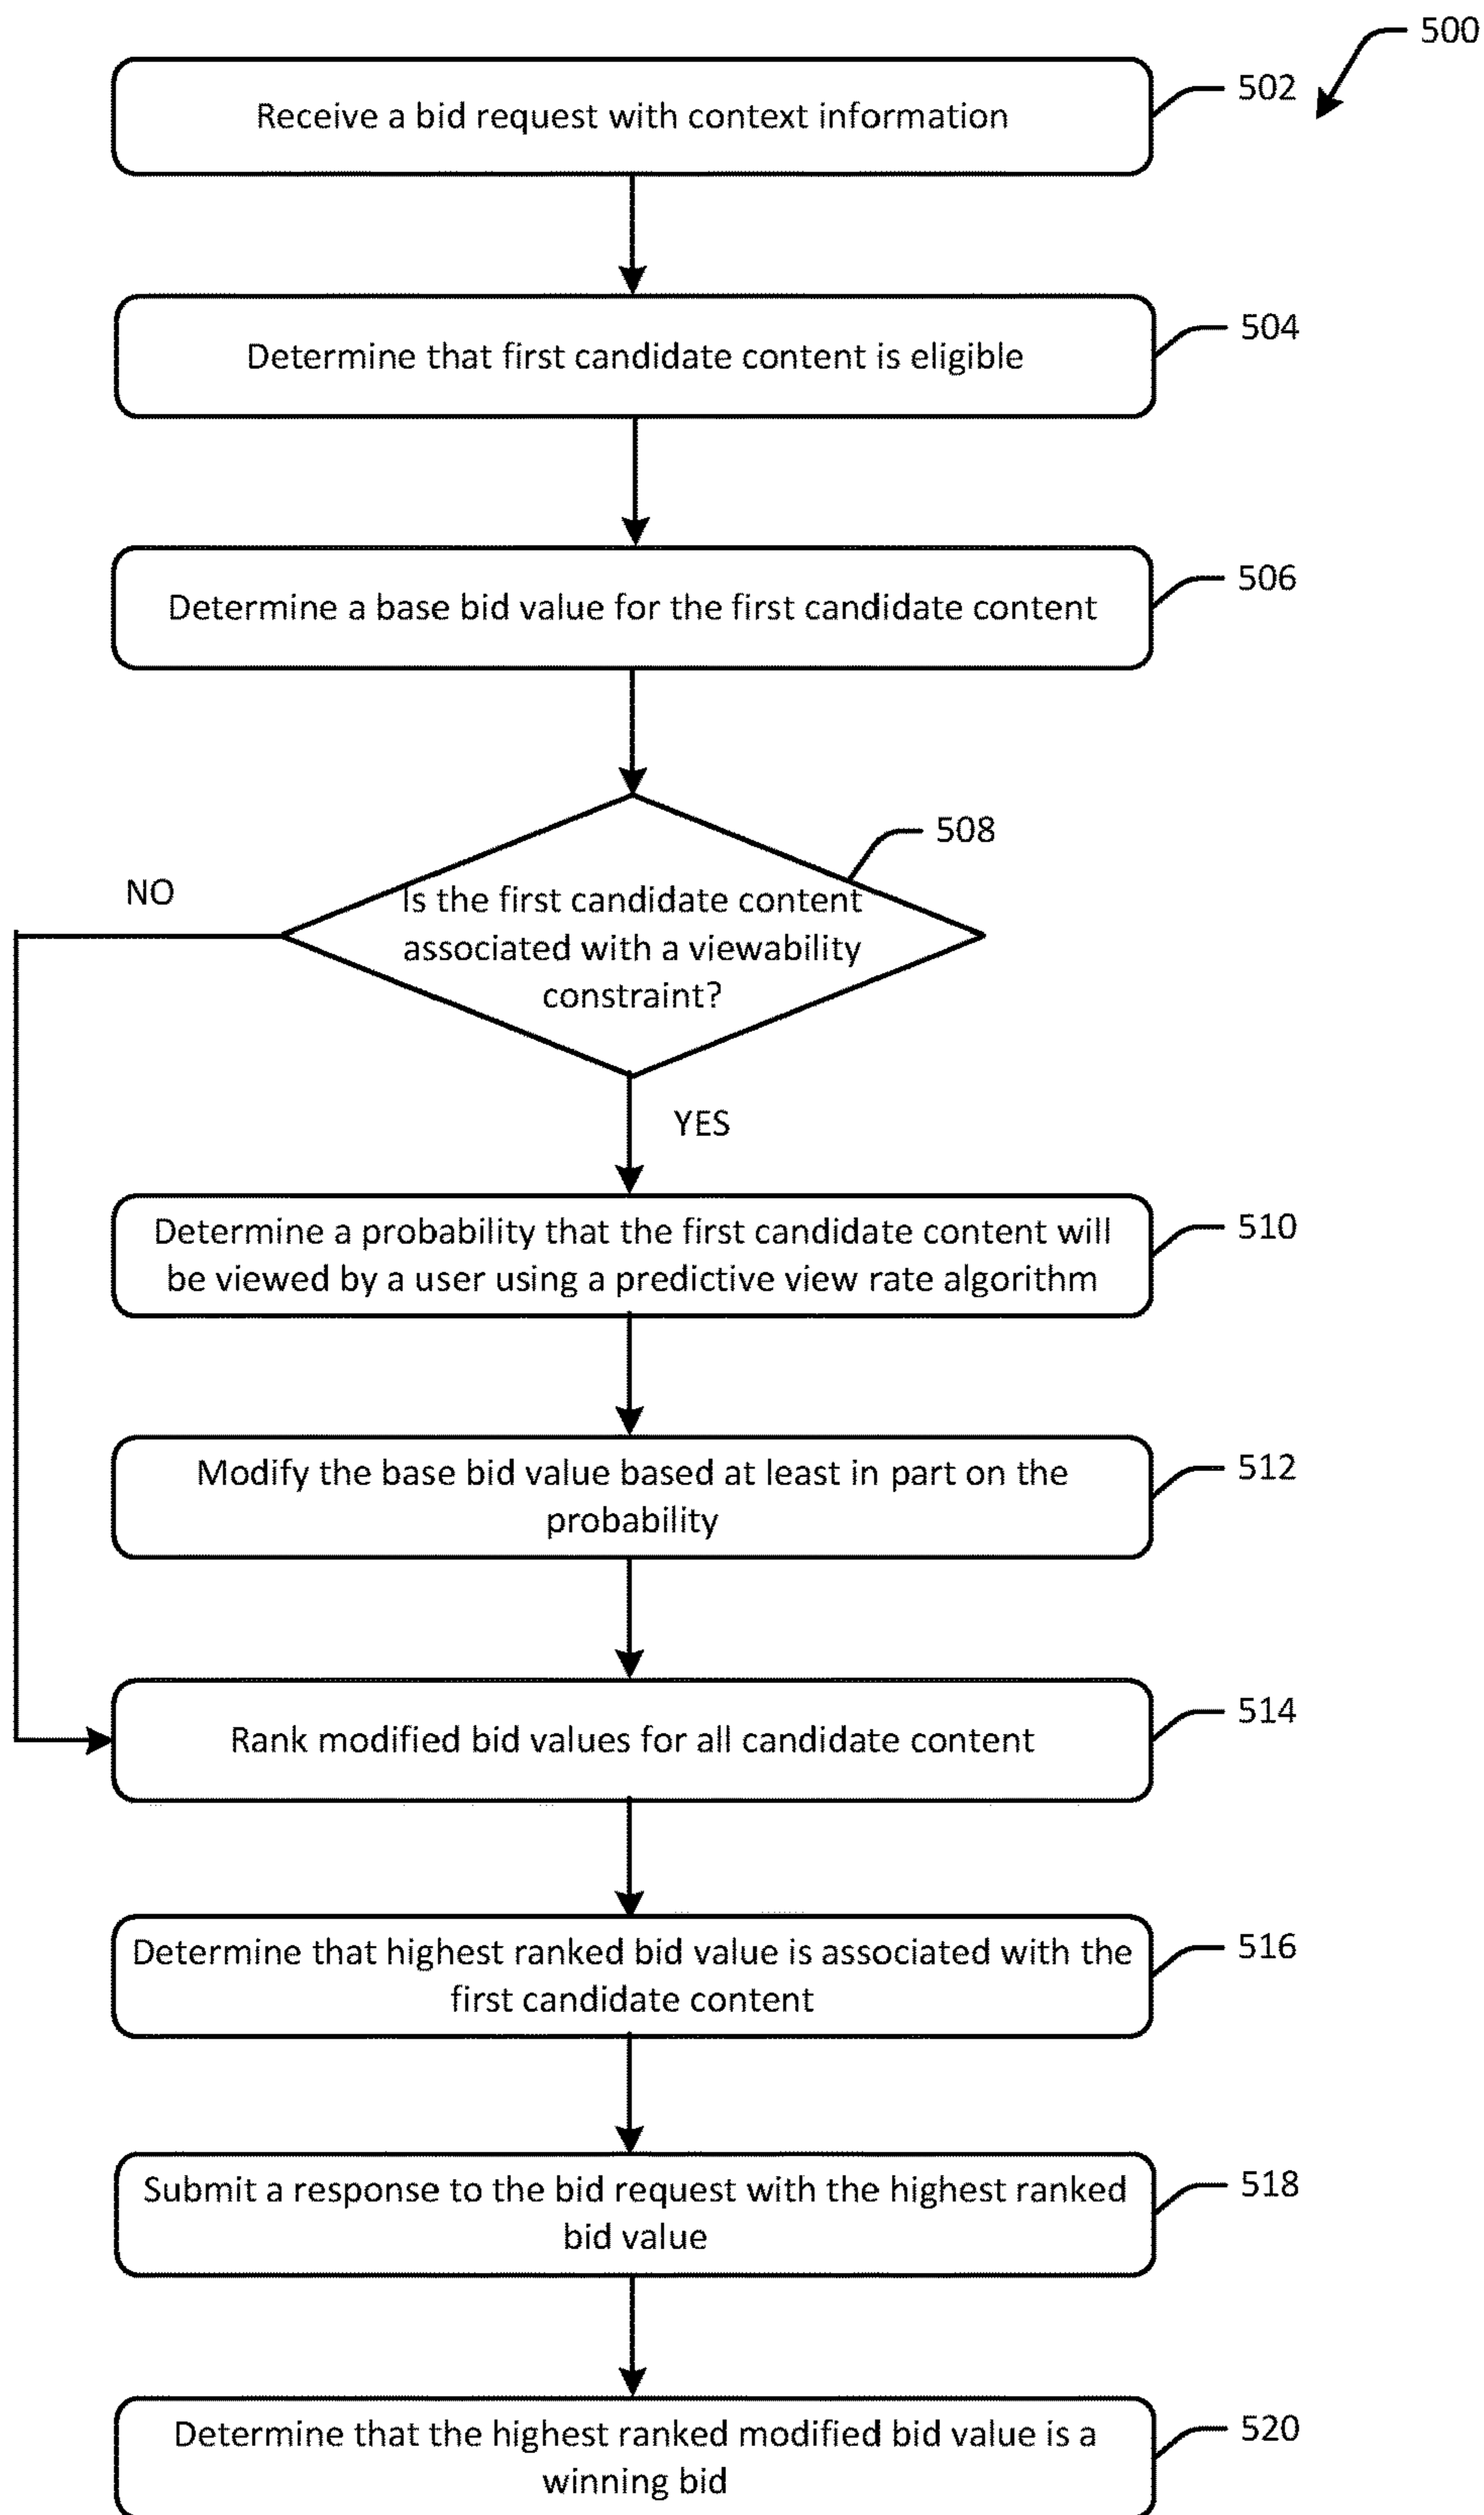 500
Receive a bid request with context information
502
Determine that first candidate content is eligible
504
Determine a base bid value for the first candidate content
506
508
NO
Is the first candidate content
associated with a viewability
constraint?
YES
Determine a probability that the first candidate content will
be viewed by a user using a predictive view rate algorithm
510
Modify the base bid value based at least in part on the
probability
512
Rank modified bid values for all candidate content
514
Determine that highest ranked bid value is associated with the
first candidate content
516
Submit a response to the bid request with the highest ranked
bid value
518
Determine that the highest ranked modified bid value is a
winning bid
520